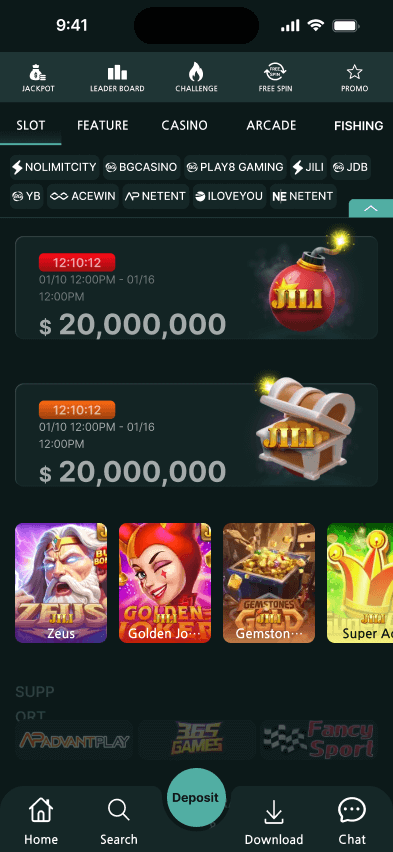 9:41
JACKPOT
LEADER BOARD
CHALLENGE
FREE SPIN
FREE SPIN
PROMO
SLOT
FEATURE
CASINO
ARCADE
FISHING
NOLIMITCITY
BGCASINO
PLAY8 GAMING
JILI
JDB
YB
ACEWIN
NETENT
ILOVEYOU
NE NETENT
12:10:12
01/10 12:00PM - 01/16
12:00PM
$ 20,000,000
JILI
12:10:12
01/10 12:00PM - 01/16
12:00PM
$ 20,000,000
JILI
ZEUS
JILI
Zeus
GOLDEN
JOKER
JILI
Golden Jo...
GEMSTONES
GOLD
JILI
Gemston...
JILI
Super Ac
SUPP
ORT
ADVANTPLAY
365
GAMES
Fancy
Sport
Deposit
Home
Search
Download
Chat